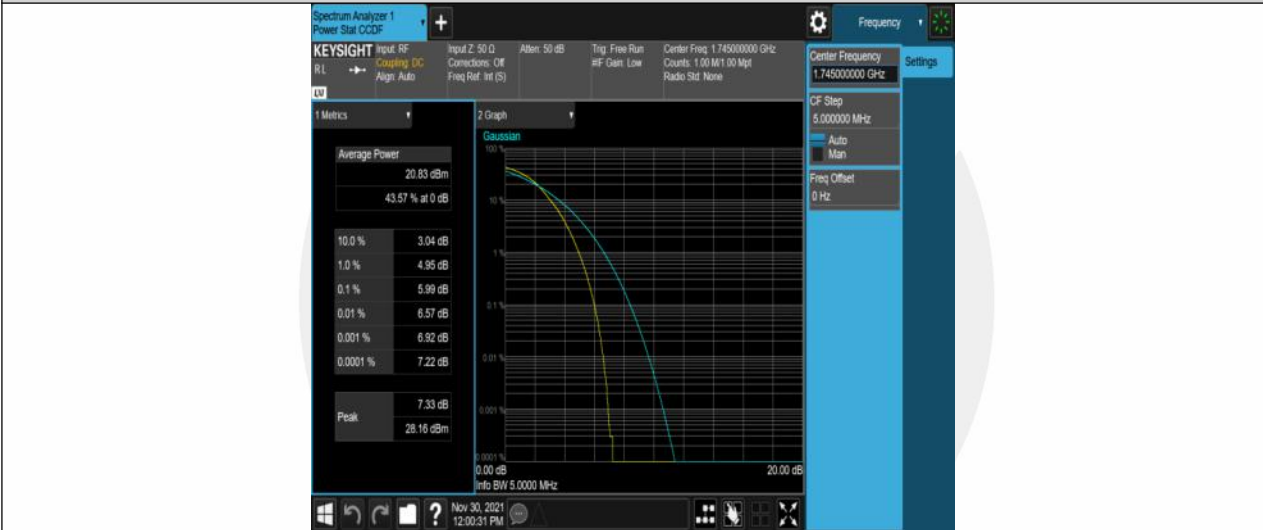 Spectrum Analyzer 1
Power Stat CCDF
+
Frequency
KEYSIGHT
RL
LV
Input: RF
Coupling: DC
Align: Auto
Input Z: 50 Ω
Corrections: Off
Freq Ref: Int (S)
Atten: 50 dB
Trig: Free Run
#IF Gain: Low
Center Freq: 1.745000000 GHz
Counts: 1.00 M/1.00 Mpt
Radio Std: None
Center Frequency
1.745000000 GHz
Settings
CF Step
5.000000 MHz
Auto
Man
Freq Offset
0 Hz
1 Metrics
Average Power
20.83 dBm
43.57 % at 0 dB
10.0 % 3.04 dB
1.0 % 4.95 dB
0.1 % 5.99 dB
0.01 % 6.57 dB
0.001 % 6.92 dB
0.0001 % 7.22 dB
Peak
7.33 dB
28.16 dBm
2 Graph
Gaussian
100 %
10 %
1 %
0.1 %
0.01 %
0.001 %
0.0001 %
0.00 dB 20.00 dB
Info BW 5.0000 MHz
?
Nov 30, 2021
12:00:31 PM